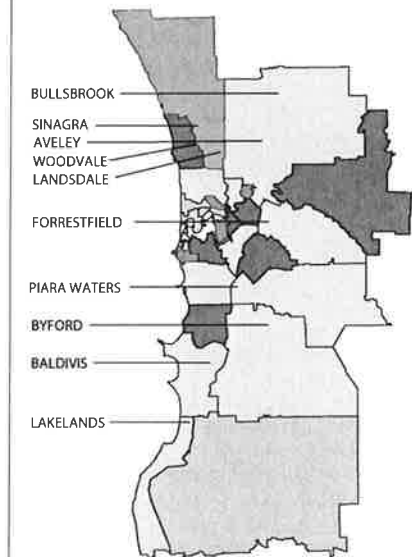 BULLSBROOK
SINAGRA
AVELEY
WOODVALE
LANDSDALE
FORRESTFIELD
PIARA WATERS
BYFORD
BALDIVIS
LAKELANDS